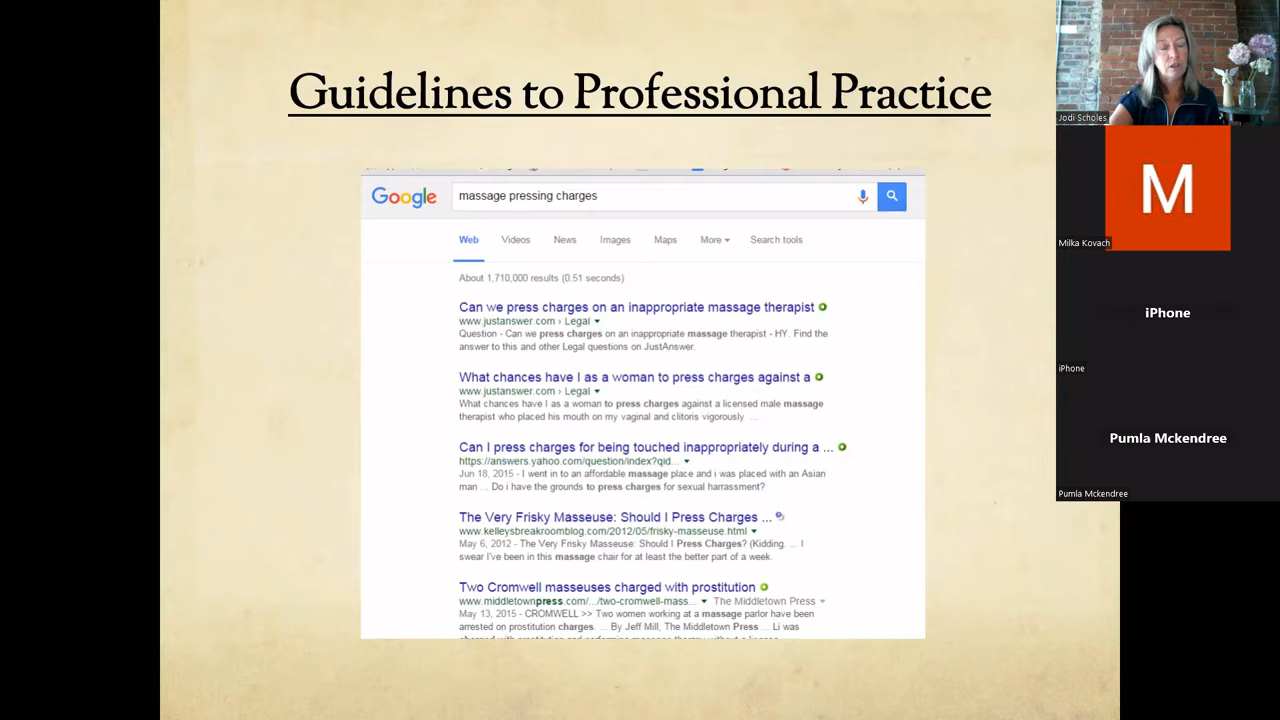 Guidelines to Professional Practice
Google
massage pressing charges
Web Videos News Images Maps More Search tools
About 1,710,000 results (0.51 seconds)
Can we press charges on an inappropriate massage therapist
www.justanswer.com › Legal
Question - Can we press charges on an inappropriate massage therapist - HY. Find the
answer to this and other Legal questions on JustAnswer.
What chances have I as a woman to press charges against a
www.justanswer.com › Legal
What chances have I as a woman to press charges against a licensed male massage
therapist who placed his mouth on my vaginal and clitoris vigorously ...
Can I press charges for being touched inappropriately during a ...
https://answers.yahoo.com/question/index?qid...
Jun 18, 2015 - I went in to an affordable massage place and i was placed with an Asian
man ... Do i have the grounds to press charges for sexual harrassment?
The Very Frisky Masseuse: Should I Press Charges ...
www.kelleysbreakroomblog.com/2012/05/frisky-masseuse.html
May 6, 2012 - The Very Frisky Masseuse: Should I Press Charges? (Kidding. ... I
swear I've been in this massage chair for at least the better part of a week.
Two Cromwell masseuses charged with prostitution
www.middletownpress.com/.../two-cromwell-mass... The Middletown Press
May 13, 2015 - CROMWELL >> Two women working at a massage parlor have been
arrested on prostitution charges. ... By Jeff Mill, The Middletown Press ... Li was
Jodi Scholes
M
Milka Kovach
iPhone
iPhone
Pumla Mckendree
Pumla Mckendree